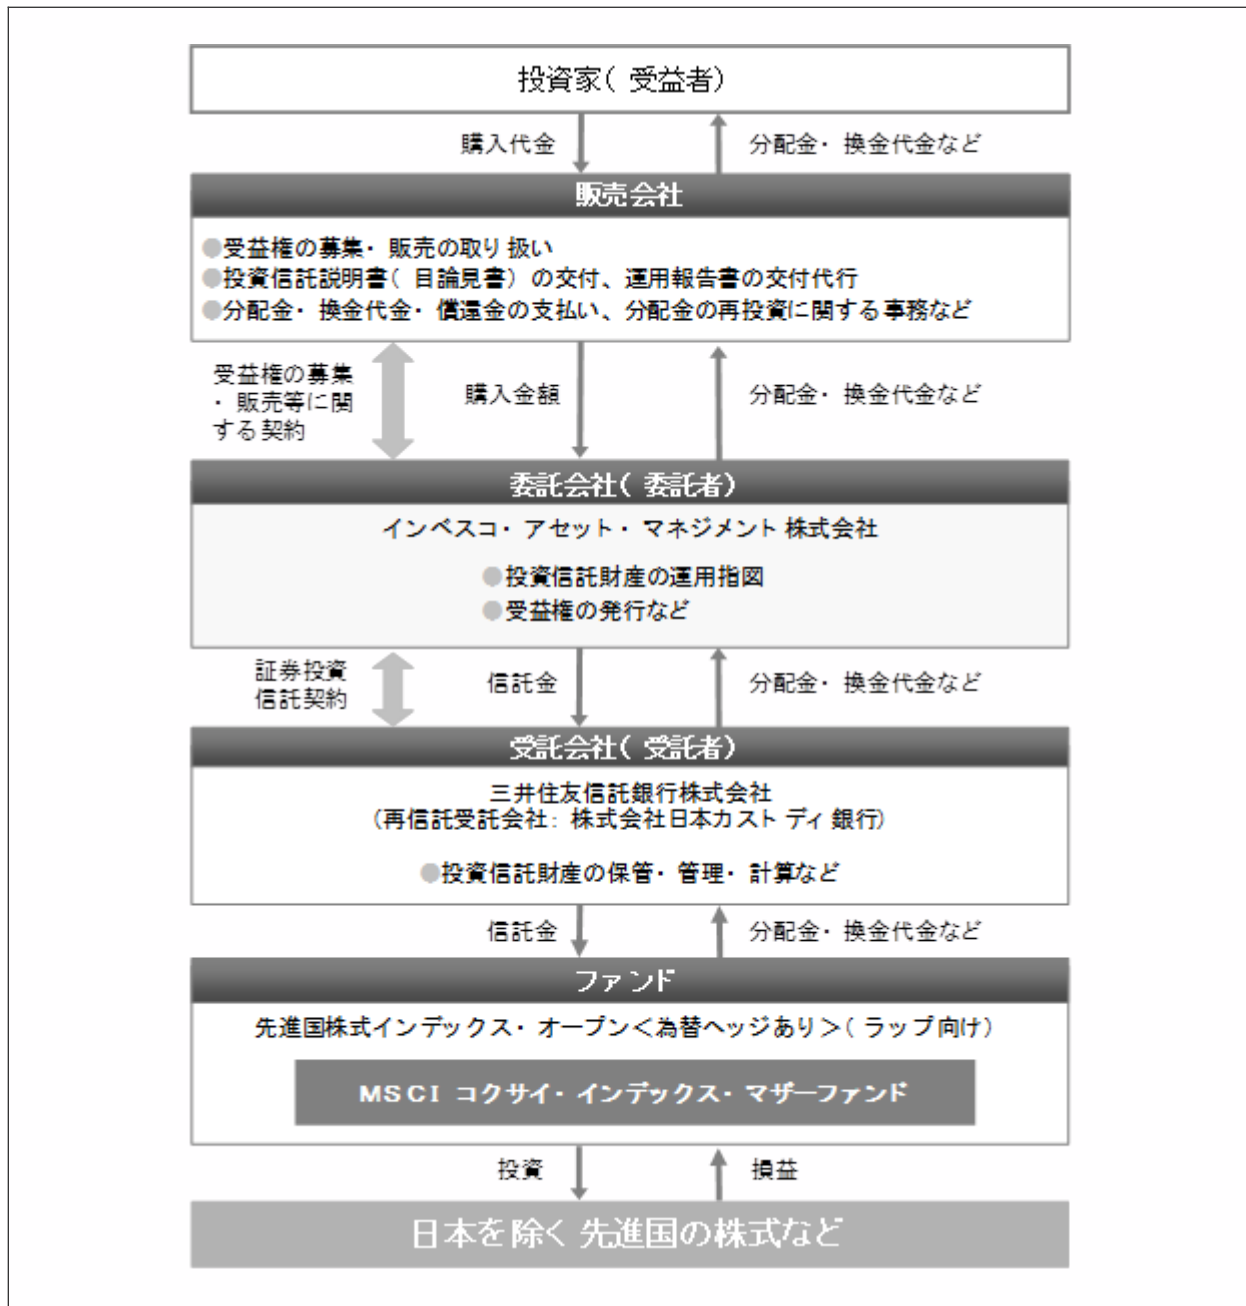 投資家(受益者)
購入代金
分配金・換金代金など
販売会社
●受益権の募集・販売の取り扱い
●投資信託説明書(目論見書)の交付、運用報告書の交付代行
●分配金・換金代金・償還金の支払い、分配金の再投資に関する事務など
受益権の募集
・販売等に関
する契約
購入金額
分配金・換金代金など
委託会社(委託者)
インベスコ・アセット・マネジメント株式会社
●投資信託財産の運用指図
●受益権の発行など
証券投資
信託契約
信託金
分配金・換金代金など
受託会社(受託者)
三井住友信託銀行株式会社
(再信託受託会社:株式会社日本カストディ銀行)
●投資信託財産の保管・管理・計算など
信託金
分配金・換金代金など
ファンド
先進国株式インデックス・オープン<為替ヘッジあり>(ラップ向け)
MSCI コクサイ・インデックス・マザーファンド
投資
損益
日本を除く先進国の株式など